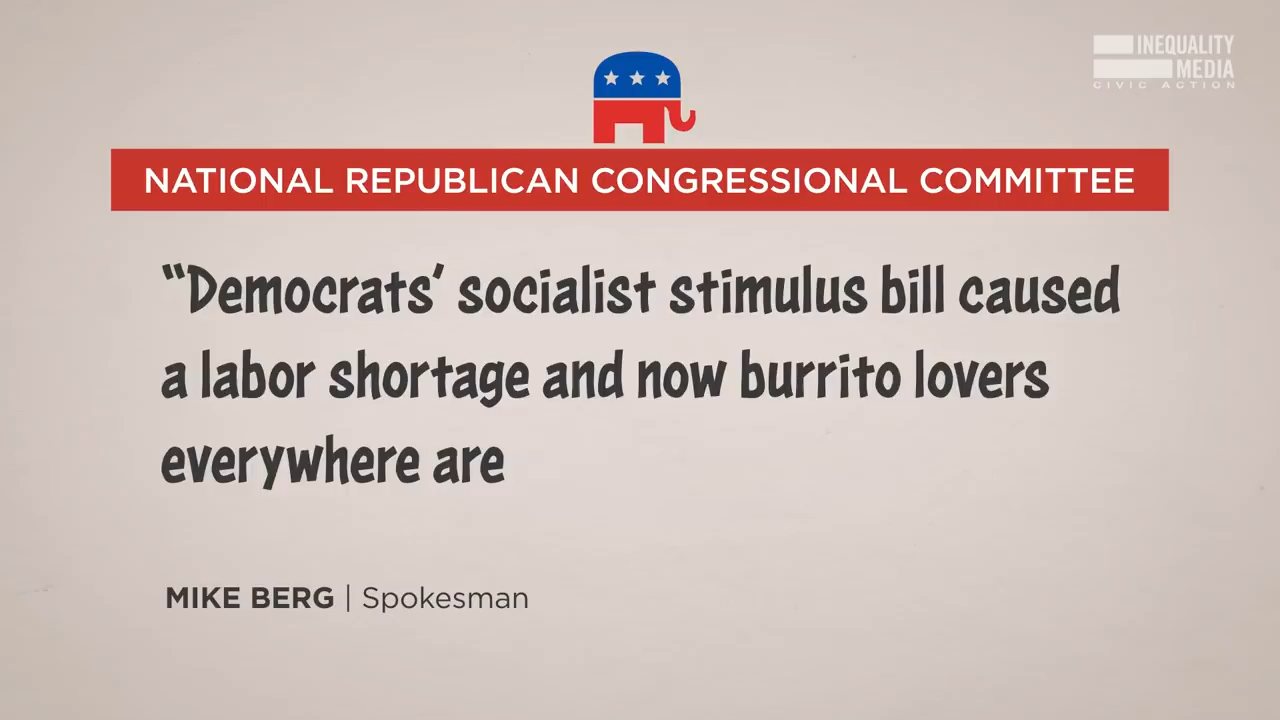 INEQUALITY
MEDIA
CIVIC ACTION
NATIONAL REPUBLICAN CONGRESSIONAL COMMITTEE
“Democrats’ socialist stimulus bill caused
a labor shortage and now burrito lovers
everywhere are
MIKE BERG | Spokesman